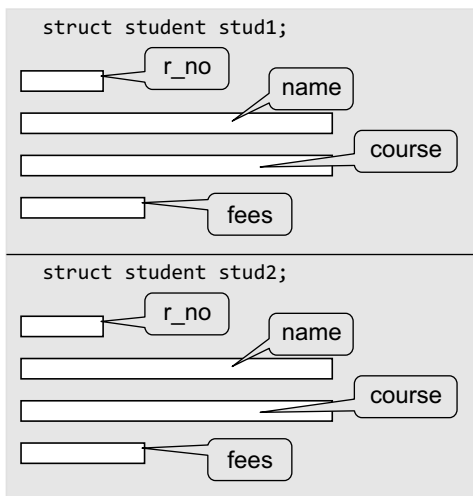 struct student stud1;
r_no
name
course
fees
struct student stud2;
r_no
name
course
fees